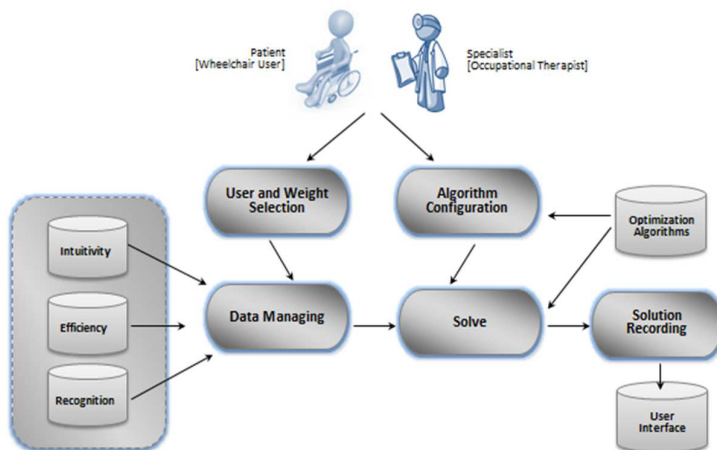 Patient
[Wheelchair User]
Specialist
[Occupational Therapist]
User and Weight
Selection
Algorithm
Configuration
Optimization
Algorithms
Intuitivity
Efficiency
Recognition
Data Managing
Solve
Solution
Recording
User
Interface